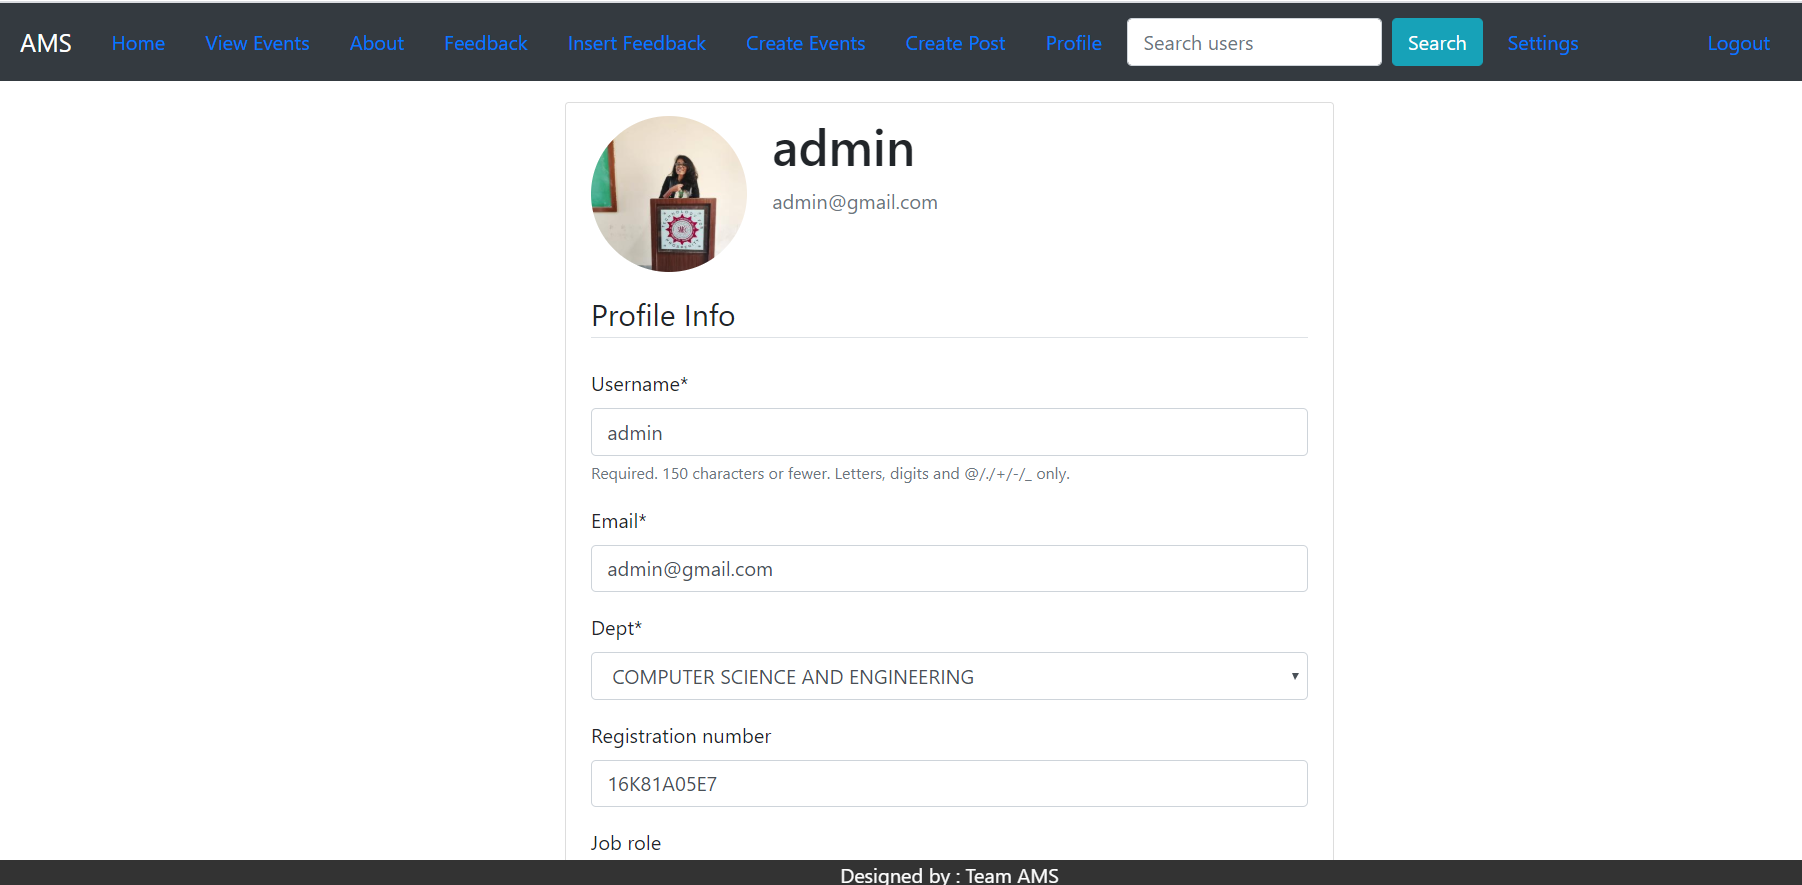 AMS Home View Events About Feedback Insert Feedback Create Events Create Post Profile Search users Search Settings Logout
admin
admin@gmail.com
Profile Info
Username*
admin
Required. 150 characters or fewer. Letters, digits and @/./+/-/_ only.
Email*
admin@gmail.com
Dept*
COMPUTER SCIENCE AND ENGINEERING
Registration number
16K81A05E7
Job role
Designed by : Team AMS